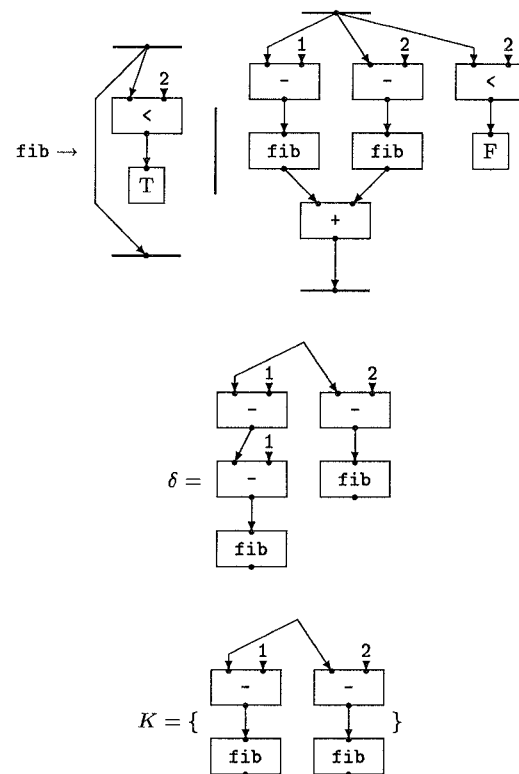 1 2 2
2 - - <
<
fib → fib fib F
T
+
1 2
- -
1
δ = - fib
fib
1 2
- -
K = { }
fib fib